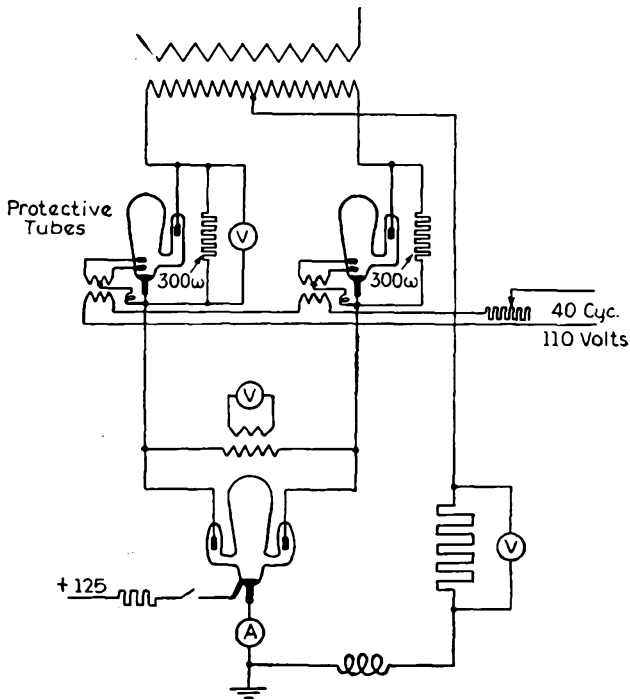 Protective
Tubes
V
300ω
300ω
40 Cyc.
110 Volts
V
V
+125
A